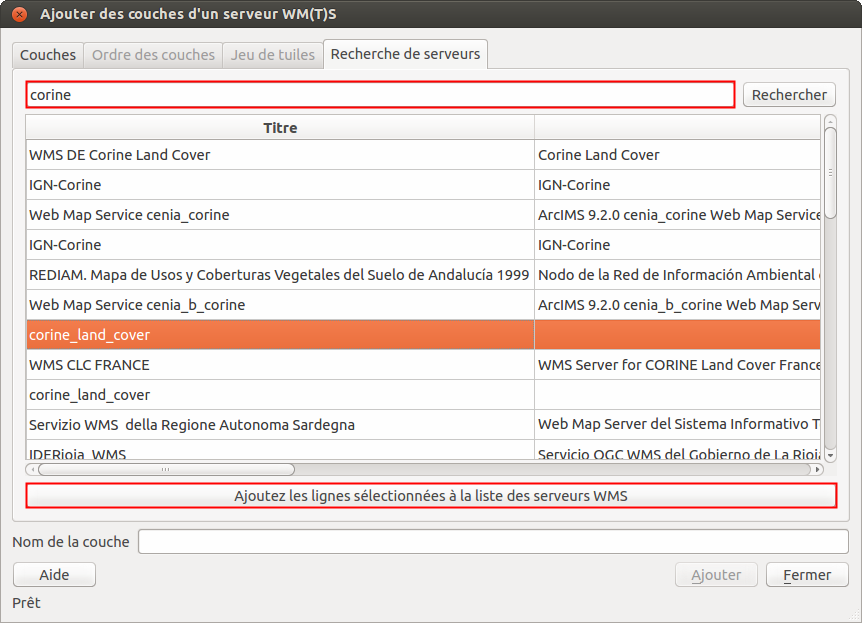 Ajouter des couches d'un serveur WM(T)S
Couches Ordre des couches Jeu de tuiles Recherche de serveurs
corine Rechercher
Titre
WMS DE Corine Land Cover Corine Land Cover
IGN-Corine IGN-Corine
Web Map Service cenia_corine ArcIMS 9.2.0 cenia_corine Web Map Service
IGN-Corine IGN-Corine
REDIAM. Mapa de Usos y Coberturas Vegetales del Suelo de Andalucía 1999 Nodo de la Red de Información Ambiental
Web Map Service cenia_b_corine ArcIMS 9.2.0 cenia_b_corine Web Map Serv
corine_land_cover
WMS CLC FRANCE WMS Server for CORINE Land Cover France
corine_land_cover
Servizio WMS della Regione Autonoma Sardegna Web Map Server del Sistema Informativo T
IDERioja WMS Servicio OGC WMS del Gobierno de La Rioja
Ajoutez les lignes sélectionnées à la liste des serveurs WMS
Nom de la couche
Aide Ajouter Fermer
Prêt